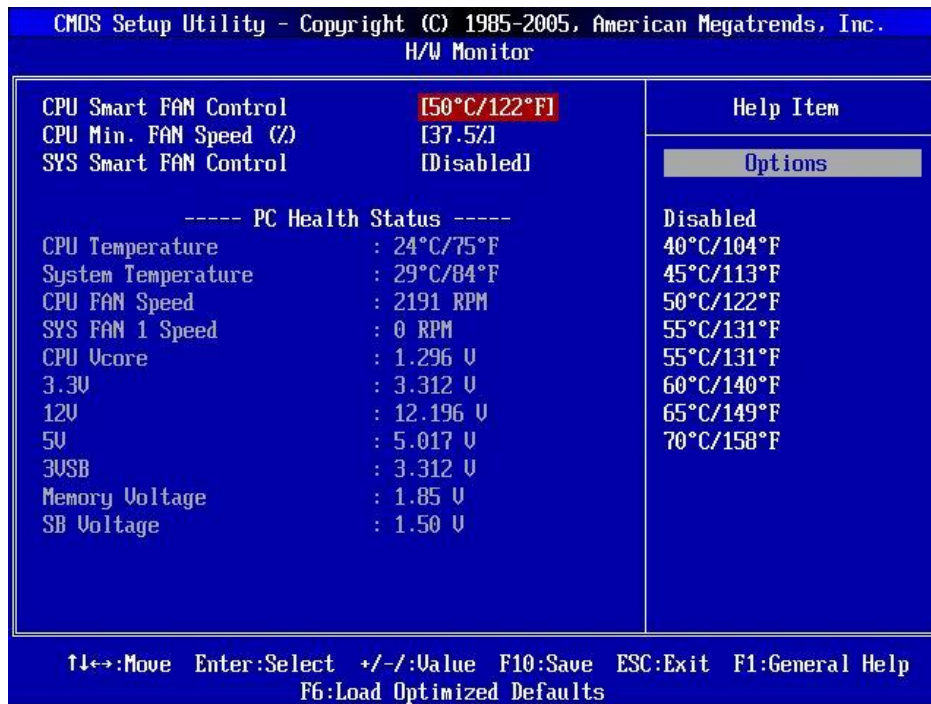 CMOS Setup Utility - Copyright (C) 1985-2005, American Megatrends, Inc.
H/W Monitor
CPU Smart FAN Control [50°C/122°F]
CPU Min. FAN Speed (%) [37.5%]
SYS Smart FAN Control [Disabled]
----- PC Health Status -----
CPU Temperature : 24°C/75°F
System Temperature : 29°C/84°F
CPU FAN Speed : 2191 RPM
SYS FAN 1 Speed : 0 RPM
CPU Vcore : 1.296 V
3.3V : 3.312 V
12V : 12.196 V
5V : 5.017 V
3VSB : 3.312 V
Memory Voltage : 1.85 V
SB Voltage : 1.50 V
Help Item
Options
Disabled
40°C/104°F
45°C/113°F
50°C/122°F
55°C/131°F
55°C/131°F
60°C/140°F
65°C/149°F
70°C/158°F
↑↓←→:Move Enter:Select +/-/:Value F10:Save ESC:Exit F1:General Help
F6:Load Optimized Defaults